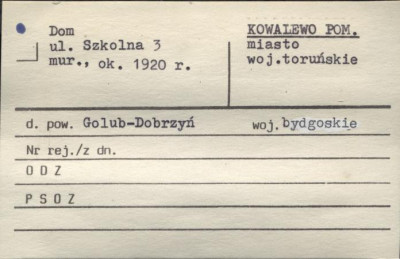 Dom
ul. Szkolna 3
mur., ok. 1920 r.
KOWALEWO POM.
miasto
woj.toruńskie
d. pow. Golub-Dobrzyń woj. bydgoskie
Nr rej./z dn.
O D Z
P S O Z